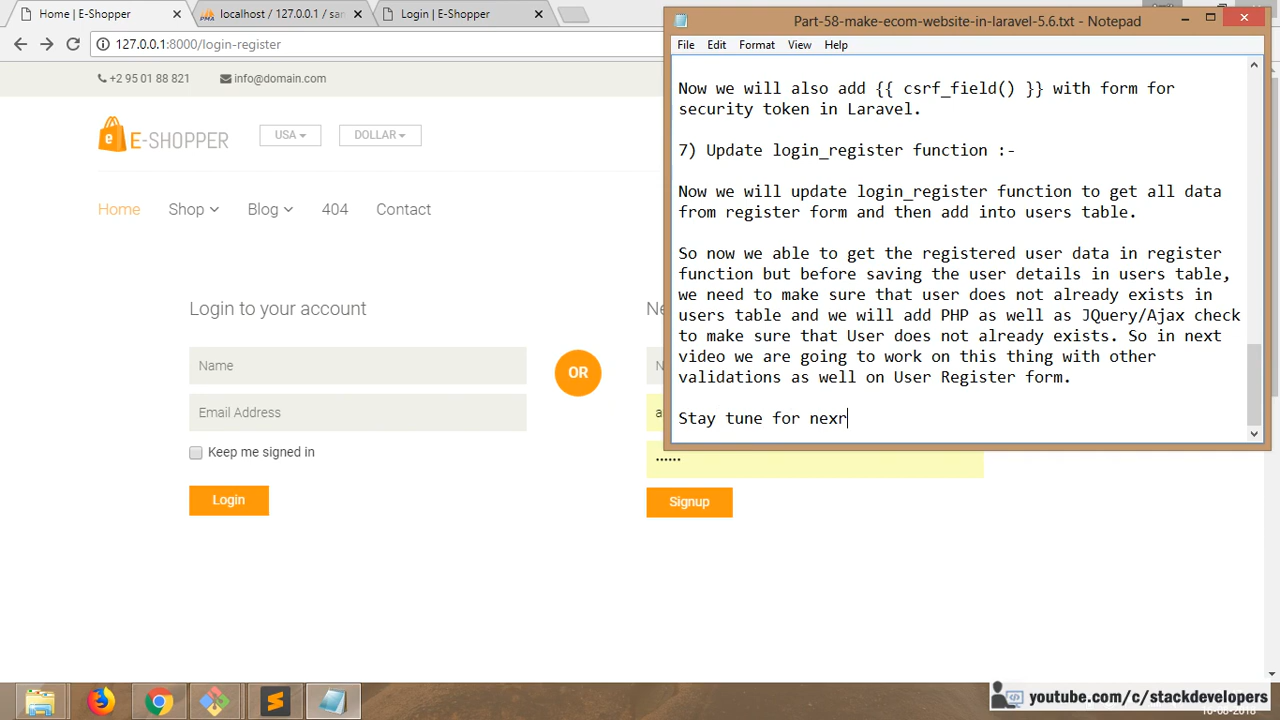 Home | E-Shopper
localhost / 127.0.0.1 / sar
Login | E-Shopper
127.0.0.1:8000/login-register
+2 95 01 88 821
info@domain.com
E-SHOPPER
USA
DOLLAR
Home
Shop
Blog
404
Contact
Login to your account
Name
Email Address
Keep me signed in
Login
OR
Signup
Part-58-make-ecom-website-in-laravel-5.6.txt - Notepad
File Edit Format View Help
Now we will also add {{ csrf_field() }} with form for
security token in Laravel.
7) Update login_register function :-
Now we will update login_register function to get all data
from register form and then add into users table.
So now we able to get the registered user data in register
function but before saving the user details in users table,
we need to make sure that user does not already exists in
users table and we will add PHP as well as JQuery/Ajax check
to make sure that User does not already exists. So in next
video we are going to work on this thing with other
validations as well on User Register form.
Stay tune for nexr
youtube.com/c/stackdevelopers